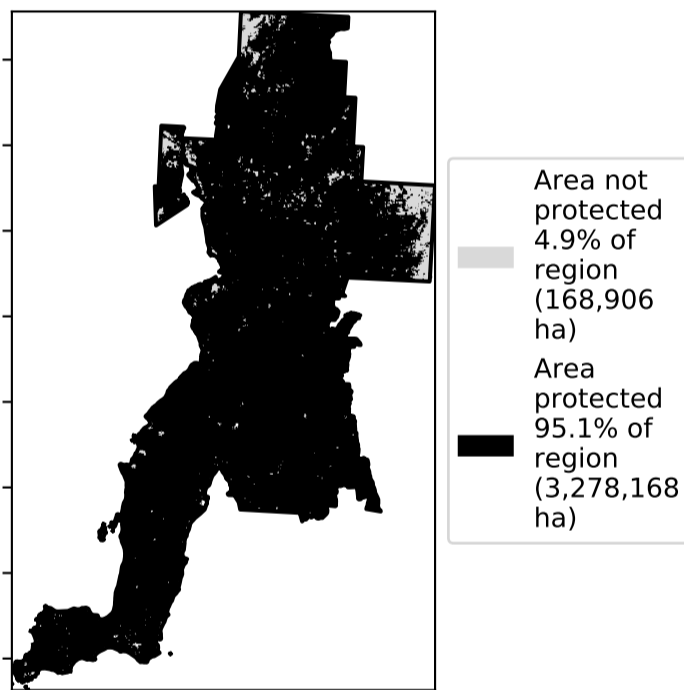 Area not
protected
4.9% of
region
(168,906
ha)
Area
protected
95.1% of
region
(3,278,168
ha)